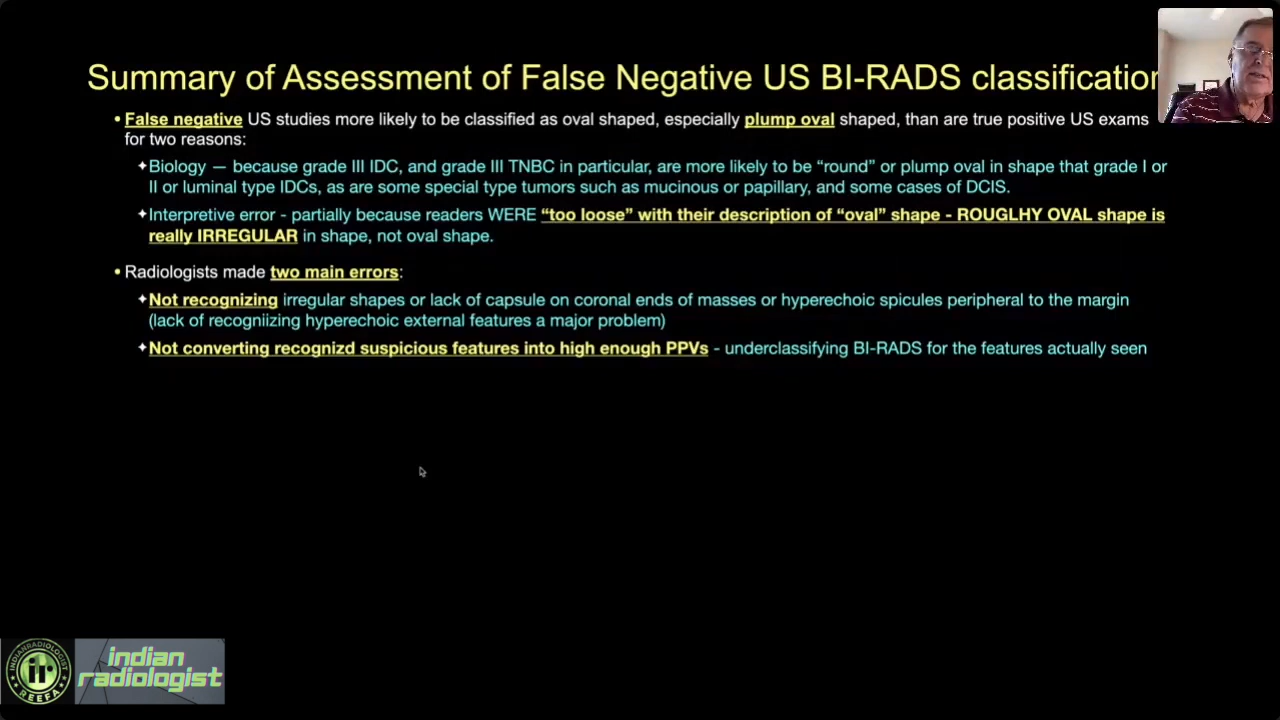 Summary of Assessment of False Negative US BI-RADS classification
• False negative US studies more likely to be classified as oval shaped, especially plump oval shaped, than are true positive US exams
for two reasons:
✦Biology — because grade III IDC, and grade III TNBC in particular, are more likely to be “round” or plump oval in shape that grade I or
II or luminal type IDCs, as are some special type tumors such as mucinous or papillary, and some cases of DCIS.
✦Interpretive error - partially because readers WERE “too loose” with their description of “oval” shape - ROUGLHY OVAL shape is
really IRREGULAR in shape, not oval shape.
• Radiologists made two main errors:
✦Not recognizing irregular shapes or lack of capsule on coronal ends of masses or hyperechoic spicules peripheral to the margin
(lack of recogniizing hyperechoic external features a major problem)
✦Not converting recognizd suspicious features into high enough PPVs - underclassifying BI-RADS for the features actually seen
INDIANRADIOLOGIST
ir
REEFA
indian
radiologist